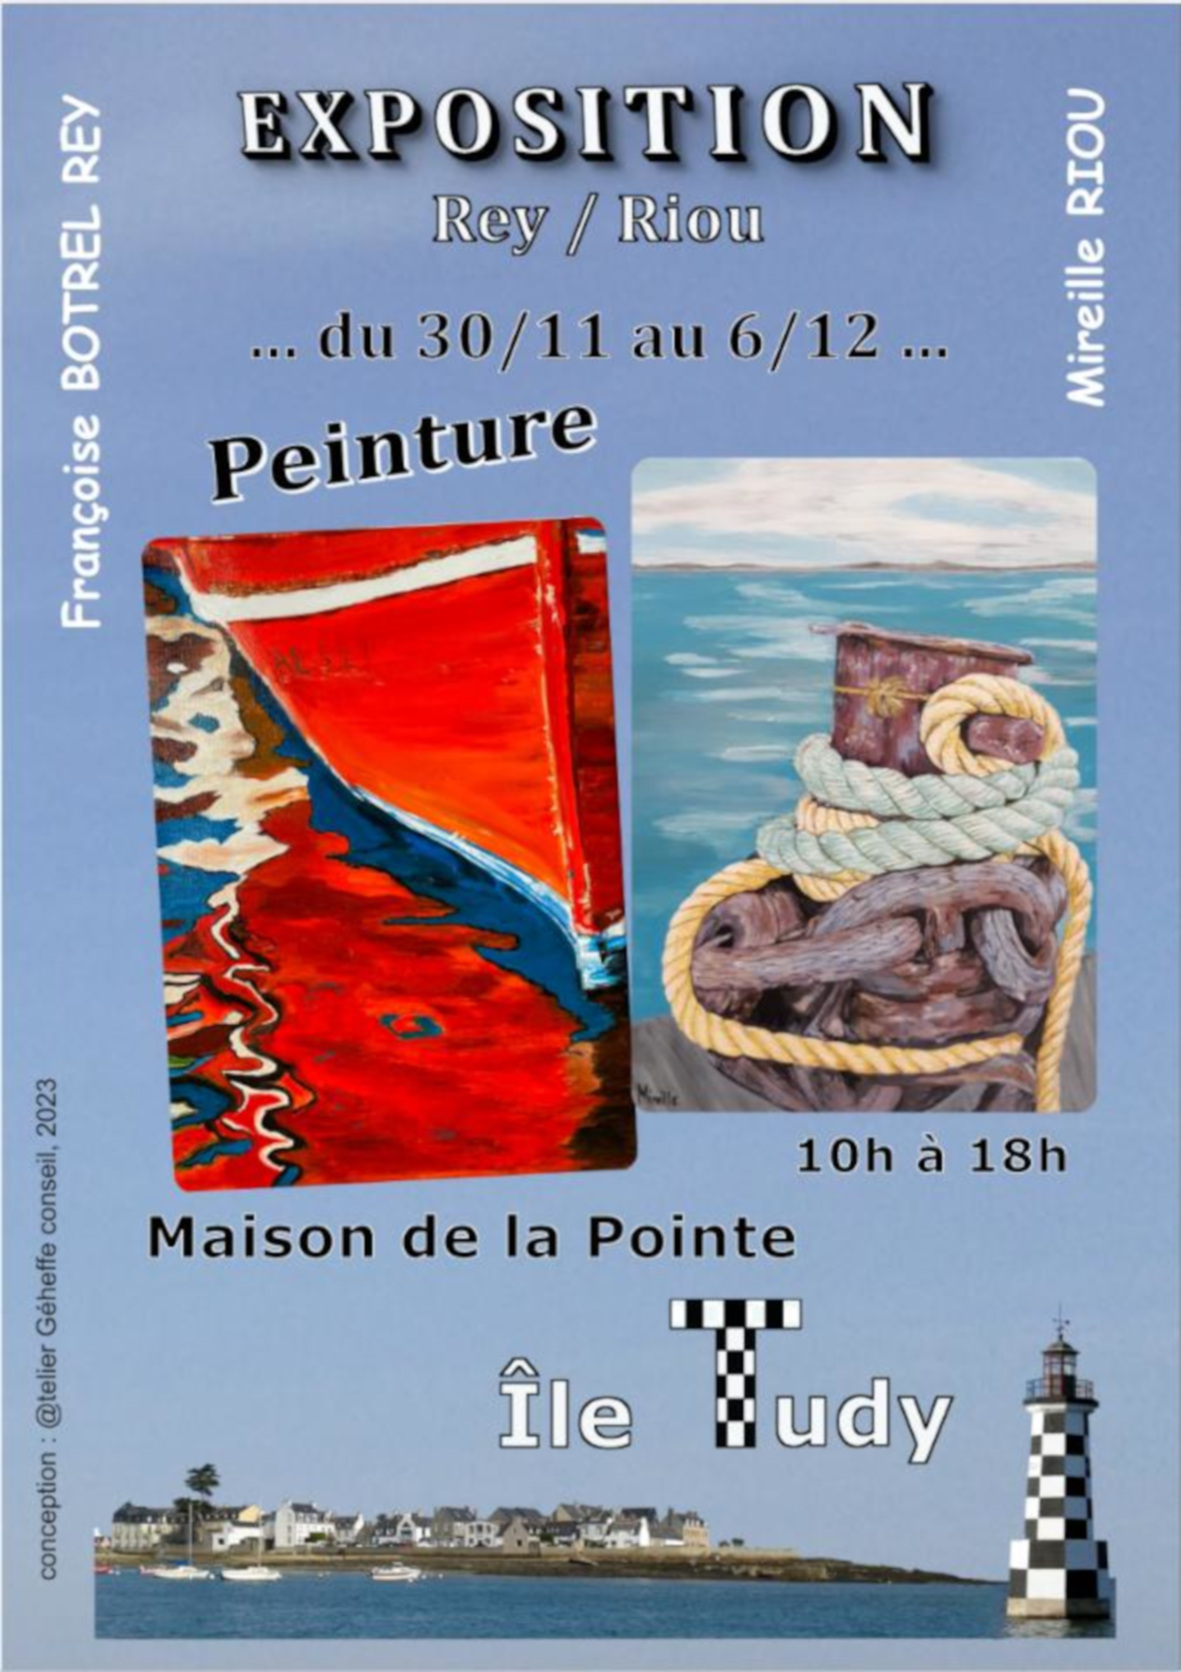 EXPOSITION
Rey / Riou
... du 30/11 au 6/12 ...
Françoise BOTREL REY
Mireille RIOU
Peinture
Mireille
10h à 18h
Maison de la Pointe
Île Tudy
conception : @telier Géheffe conseil, 2023